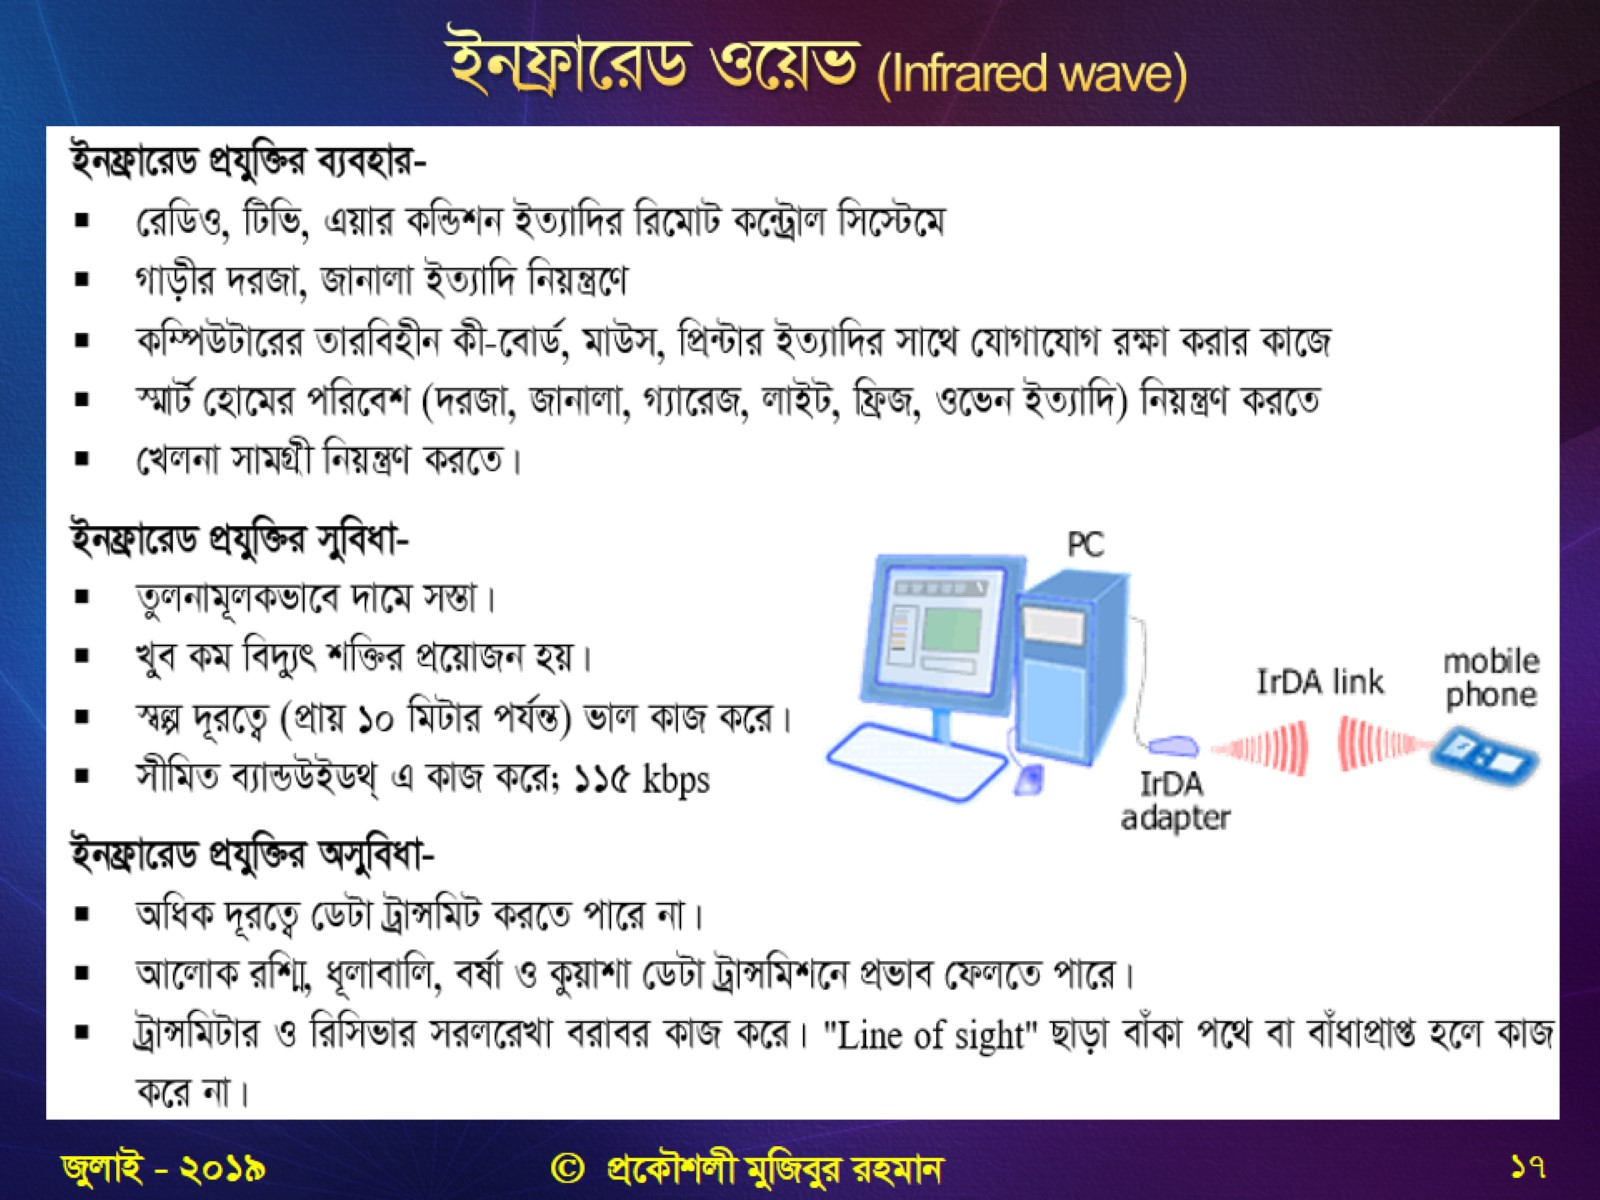 ইনফ্রারেড ওয়েভ (Infrared wave)
ইনফ্রারেড প্রযুক্তির ব্যবহার-
▪ রেডিও, টিভি, এয়ার কন্ডিশন ইত্যাদির রিমোট কন্ট্রোল সিস্টেমে
▪ গাড়ীর দরজা, জানালা ইত্যাদি নিয়ন্ত্রণে
▪ কম্পিউটারের তারবিহীন কী-বোর্ড, মাউস, প্রিন্টার ইত্যাদির সাথে যোগাযোগ রক্ষা করার কাজে
▪ স্মার্ট হোমের পরিবেশ (দরজা, জানালা, গ্যারেজ, লাইট, ফ্রিজ, ওভেন ইত্যাদি) নিয়ন্ত্রণ করতে
▪ খেলনা সামগ্রী নিয়ন্ত্রণ করতে।
ইনফ্রারেড প্রযুক্তির সুবিধা-
▪ তুলনামূলকভাবে দামে সস্তা।
▪ খুব কম বিদ্যুৎ শক্তির প্রয়োজন হয়।
▪ স্বল্প দূরত্বে (প্রায় ১০ মিটার পর্যন্ত) ভাল কাজ করে।
▪ সীমিত ব্যান্ডউইডথ্ এ কাজ করে; ১১৫ kbps
PC
IrDA link
mobile
phone
IrDA
adapter
ইনফ্রারেড প্রযুক্তির অসুবিধা-
▪ অধিক দূরত্বে ডেটা ট্রান্সমিট করতে পারে না।
▪ আলোক রশ্মি, ধূলাবালি, বর্ষা ও কুয়াশা ডেটা ট্রান্সমিশনে প্রভাব ফেলতে পারে।
▪ ট্রান্সমিটার ও রিসিভার সরলরেখা বরাবর কাজ করে। "Line of sight" ছাড়া বাঁকা পথে বা বাঁধাপ্রাপ্ত হলে কাজ
করে না।
জুলাই - ২০১৯
© প্রকৌশলী মুজিবুর রহমান
১৭